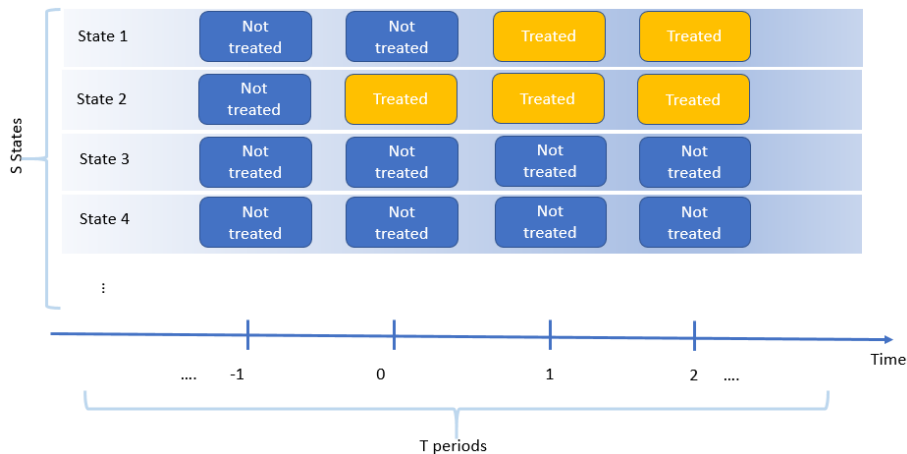 State 1
Not treated
Not treated
Treated
Treated
State 2
Not treated
Treated
Treated
Treated
State 3
Not treated
Not treated
Not treated
Not treated
State 4
Not treated
Not treated
Not treated
Not treated
⋮
S States
Time
.... -1 0 1 2 ....
T periods